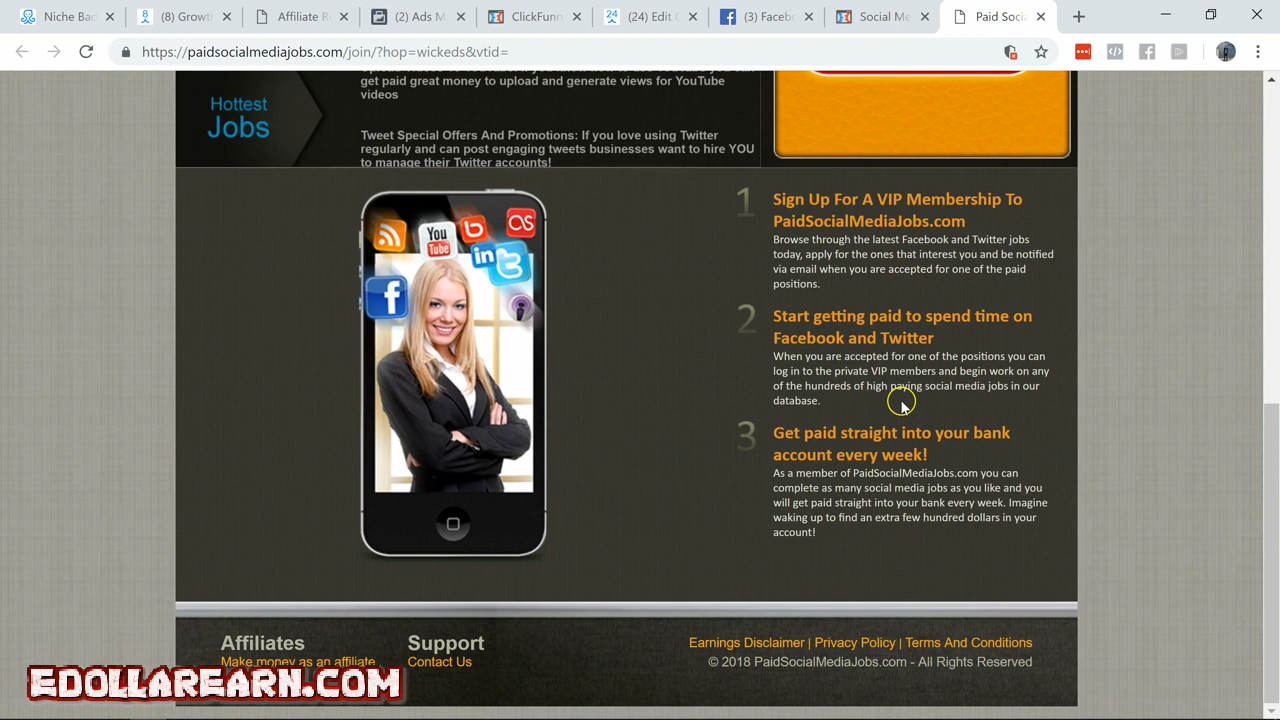 Niche Bac
(8) Growt
Affiliate R
(2) Ads M
ClickFunn
(24) Edit C
(3) Faceb
Social Me
Paid Socia
https://paidsocialmediajobs.com/join/?hop=wickeds&vtid=
get paid great money to upload and generate views for YouTube
videos
Hottest
Jobs
Tweet Special Offers And Promotions: If you love using Twitter
regularly and can post engaging tweets businesses want to hire YOU
to manage their Twitter accounts!
You
Tube
1
Sign Up For A VIP Membership To
PaidSocialMediaJobs.com
Browse through the latest Facebook and Twitter jobs
today, apply for the ones that interest you and be notified
via email when you are accepted for one of the paid
positions.
2
Start getting paid to spend time on
Facebook and Twitter
When you are accepted for one of the positions you can
log in to the private VIP members and begin work on any
of the hundreds of high paying social media jobs in our
database.
3
Get paid straight into your bank
account every week!
As a member of PaidSocialMediaJobs.com you can
complete as many social media jobs as you like and you
will get paid straight into your bank every week. Imagine
waking up to find an extra few hundred dollars in your
account!
Affiliates
Make money as an affiliate
Support
Contact Us
Earnings Disclaimer | Privacy Policy | Terms And Conditions
© 2018 PaidSocialMediaJobs.com - All Rights Reserved
EDOLLAREARN.COM